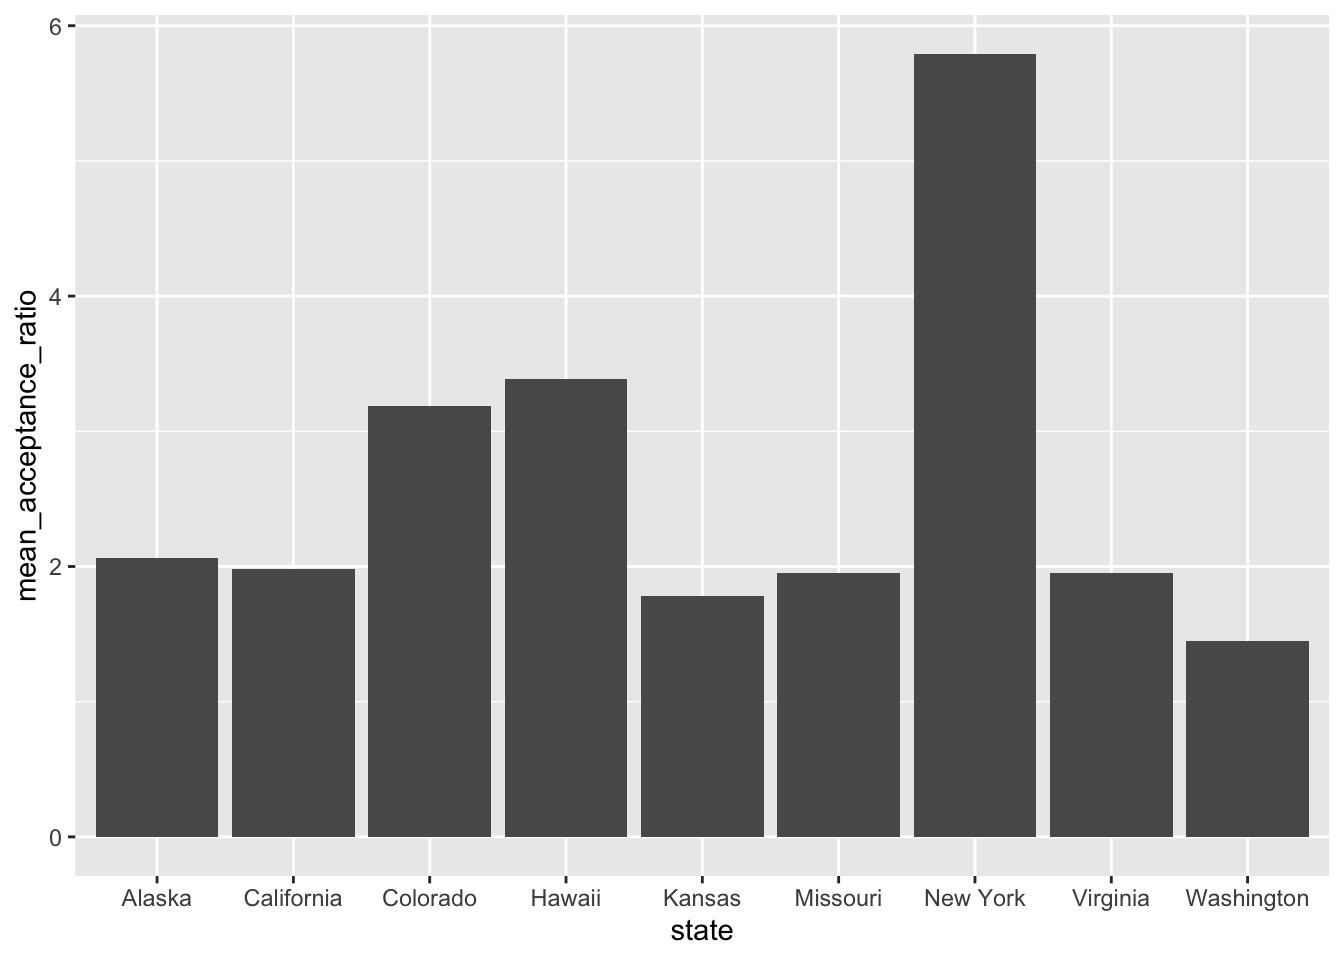 mean_acceptance_ratio
6
4
2
0
Alaska California Colorado Hawaii Kansas Missouri New York Virginia Washington
state